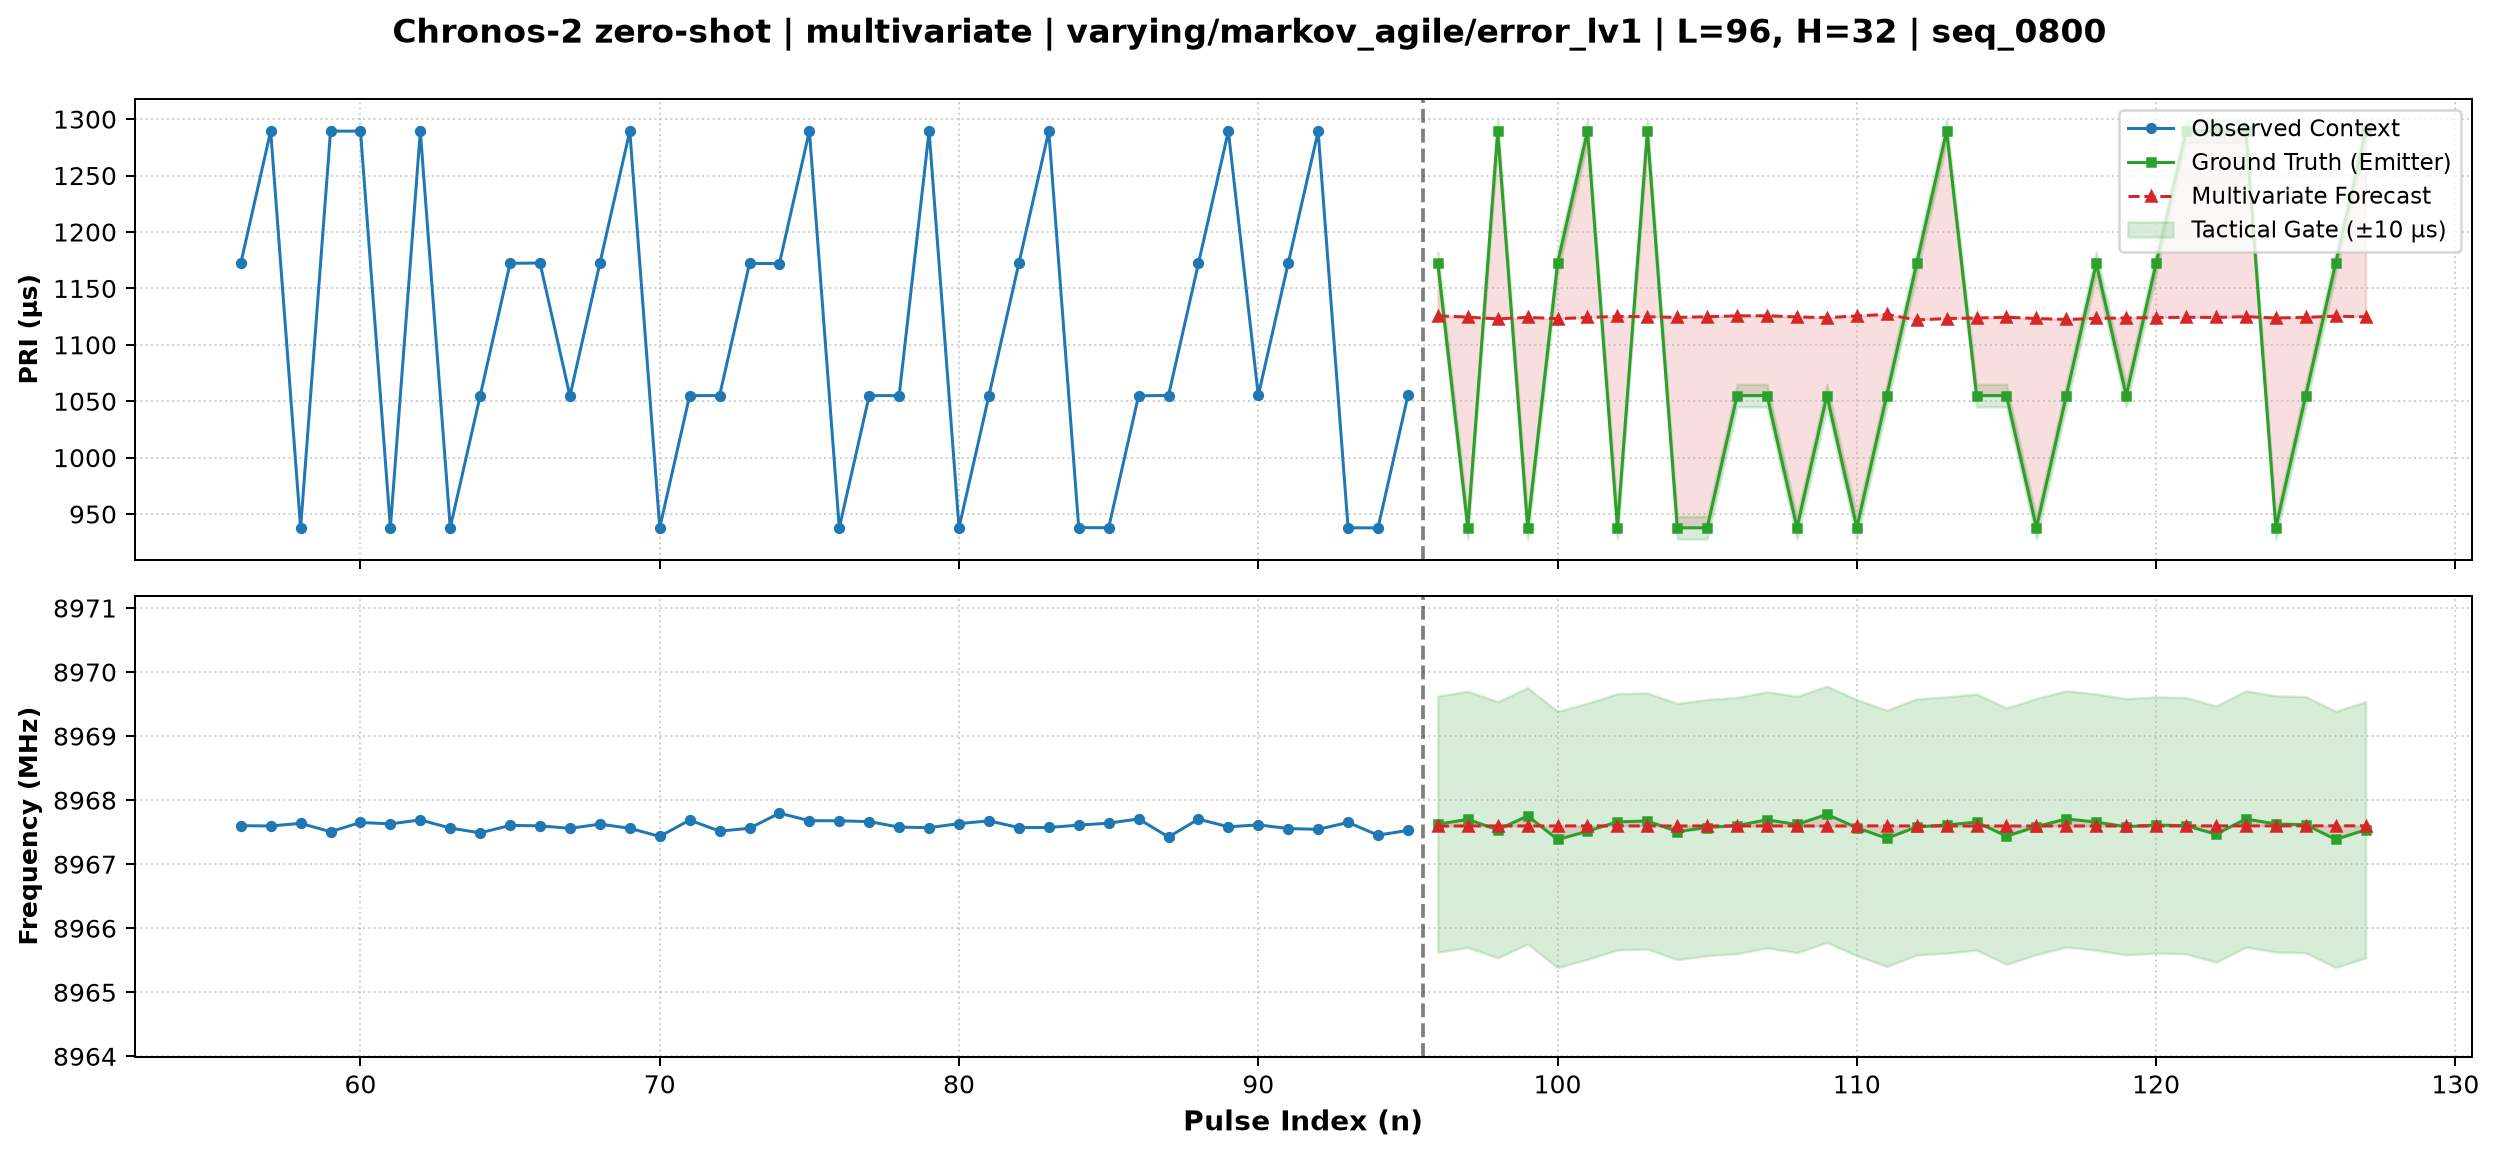 Chronos-2 zero-shot | multivariate | varying/markov_agile/error_lv1 | L=96, H=32 | seq_0800
1300
1250
1200
1150
1100
1050
1000
950
PRI (µs)
Observed Context
Ground Truth (Emitter)
Multivariate Forecast
Tactical Gate (±10 µs)
8971
8970
8969
8968
8967
8966
8965
8964
Frequency (MHz)
60 70 80 90 100 110 120 130
Pulse Index (n)